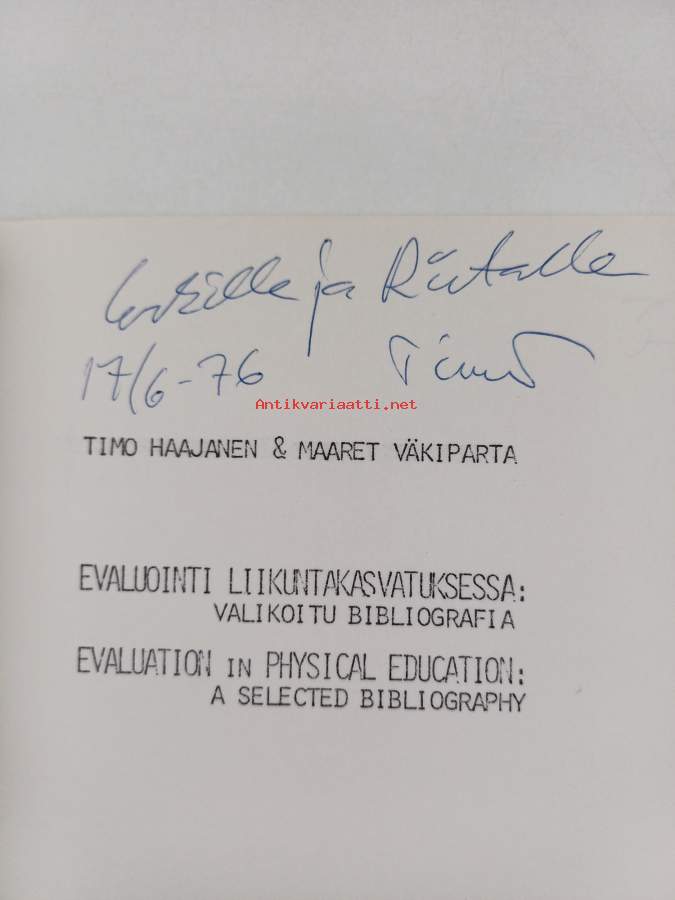 ja Riitalle
17/6-76 Timo
Antikvariaatti.net
TIMO HAAJANEN & MAARET VÄKIPARTA
EVALUOINTI LIIKUNTAKASVATUKSESSA:
VALIKOITU BIBLIOGRAFIA
EVALUATION IN PHYSICAL EDUCATION:
A SELECTED BIBLIOGRAPHY